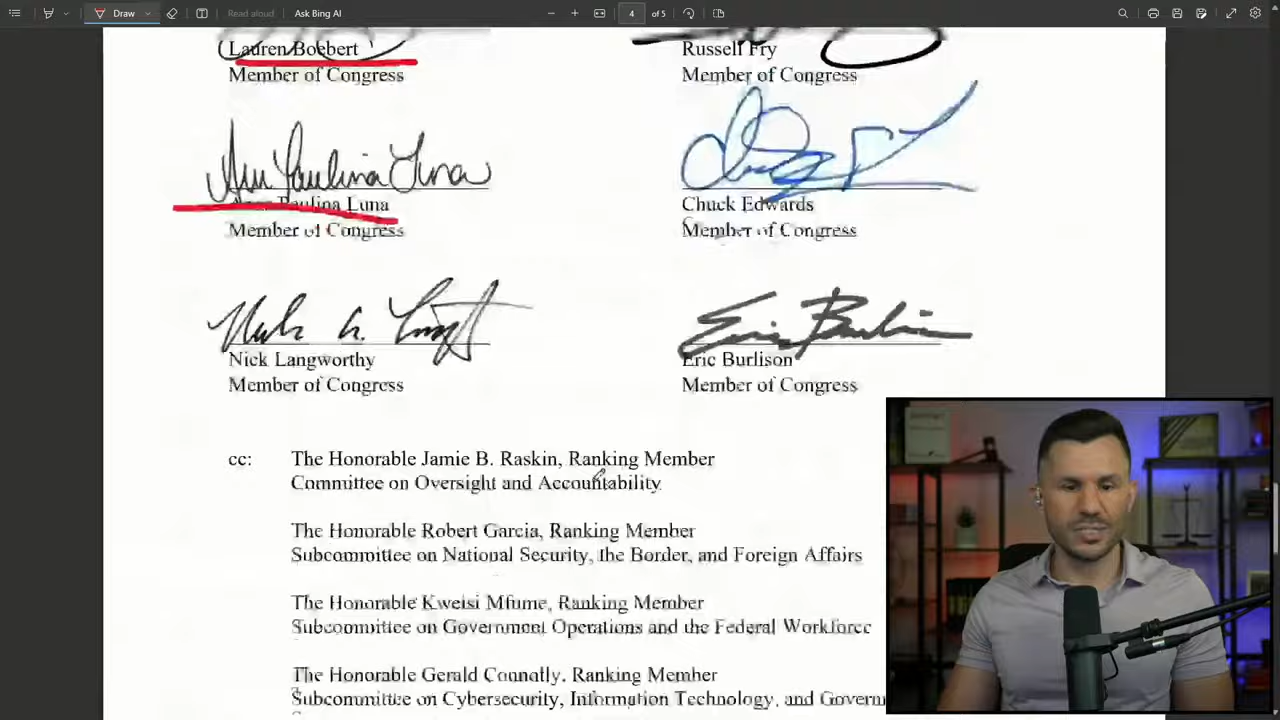 Draw
Read aloud
Ask Bing AI
4 of 5
Lauren Boebert
Member of Congress
Russell Fry
Member of Congress
Paulina Luna
Paulina Luna
Member of Congress
Chuck Edwards
Member of Congress
Nick Langworthy
Member of Congress
Eric Burlison
Eric Burlison
Member of Congress
cc: The Honorable Jamie B. Raskin, Ranking Member
Committee on Oversight and Accountability
The Honorable Robert Garcia, Ranking Member
Subcommittee on National Security, the Border, and Foreign Affairs
The Honorable Kweisi Mfume, Ranking Member
Subcommittee on Government Operations and the Federal Workforce
The Honorable Gerald Connolly, Ranking Member
Subcommittee on Cybersecurity, Information Technology, and